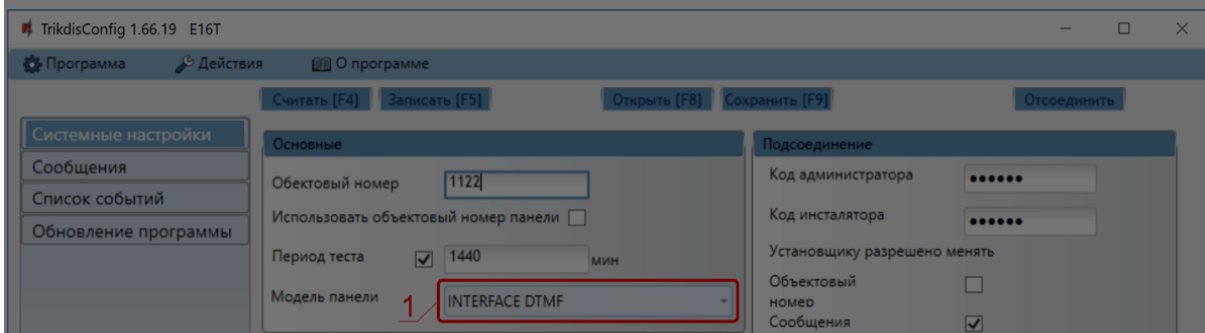 TrikdisConfig 1.66.19 E16T
Программа Действия О программе
Считать [F4] Записать [F5] Открыть [F8] Сохранить [F9] Отсоединить
Системные настройки
Сообщения
Список событий
Обновление программы
Основные
Обектовый номер 1122
Использовать объектовый номер панели
Период теста 1440 мин
Модель панели 1 INTERFACE DTMF
Подсоединение
Код администратора ••••••
Код инсталятора ••••••
Установщику разрешено менять
Объектовый
номер
Сообщения